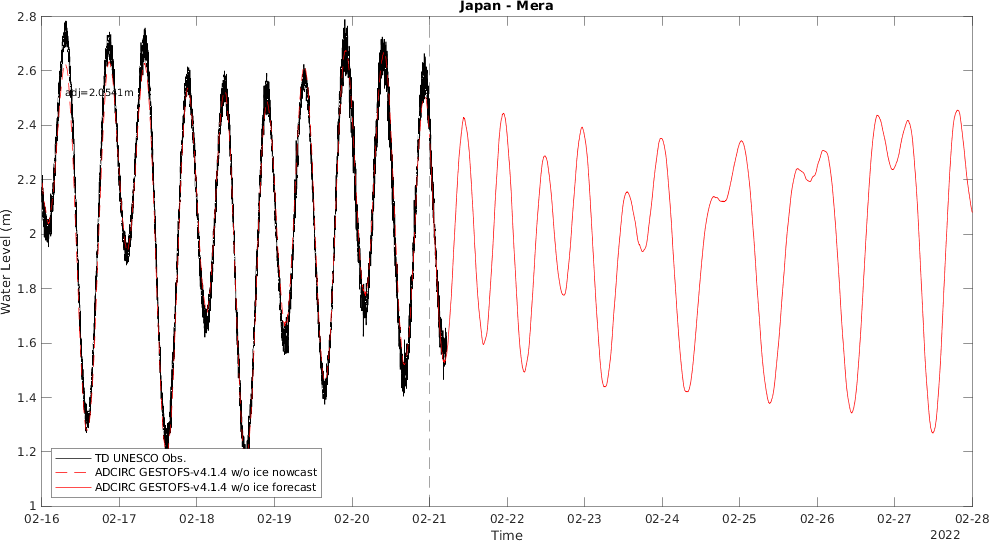 Japan - Mera
2.8
2.6
adj=2.0541m
2.4
2.2
2
1.8
1.6
1.4
1.2
1
Water Level (m)
TD UNESCO Obs.
ADCIRC GESTOFS-v4.1.4 w/o ice nowcast
ADCIRC GESTOFS-v4.1.4 w/o ice forecast
02-16 02-17 02-18 02-19 02-20 02-21 02-22 02-23 02-24 02-25 02-26 02-27 02-28
Time
2022